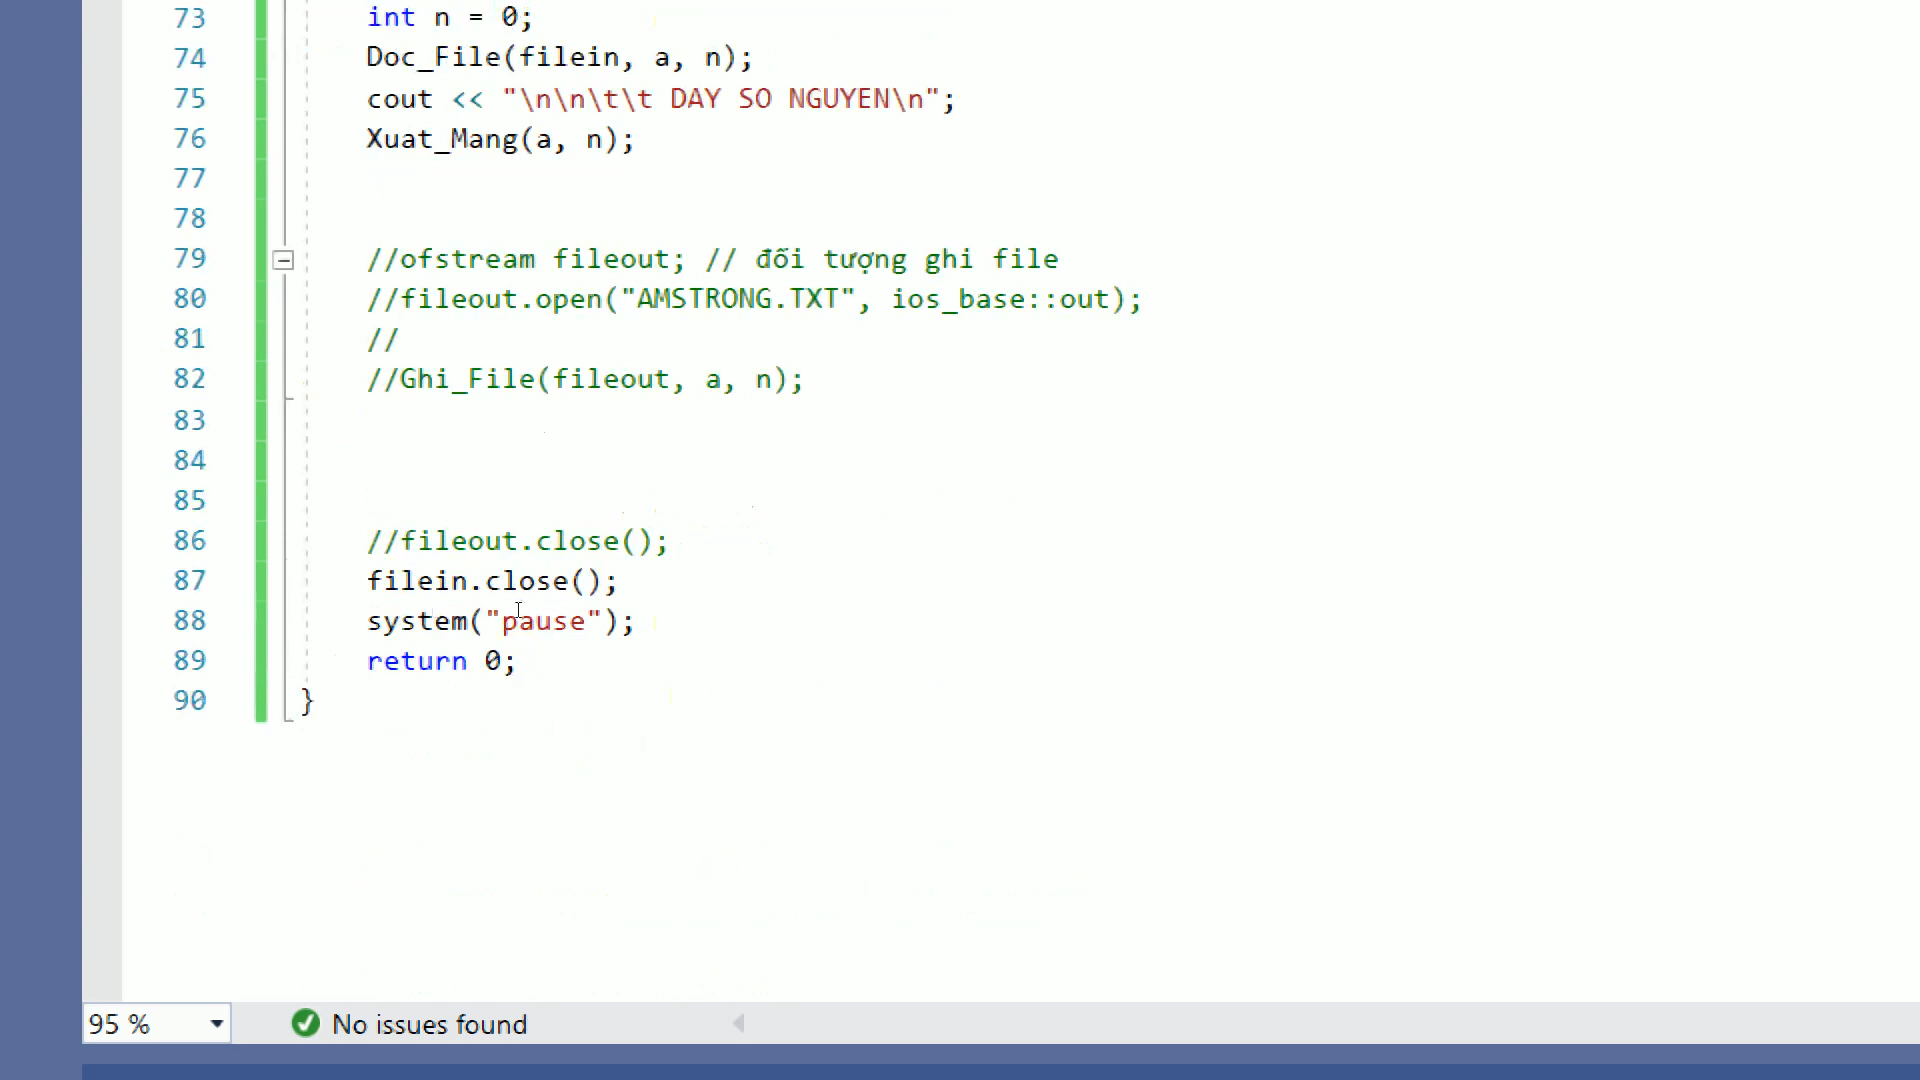 73 int n = 0;
74 Doc_File(filein, a, n);
75 cout << "\n\n\t\t DAY SO NGUYEN\n";
76 Xuat_Mang(a, n);
77
78
79 //ofstream fileout; // đối tượng ghi file
80 //fileout.open("AMSTRONG.TXT", ios_base::out);
81 //
82 //Ghi_File(fileout, a, n);
83
84
85
86 //fileout.close();
87 filein.close();
88 system("pause");
89 return 0;
90 }
95 % No issues found